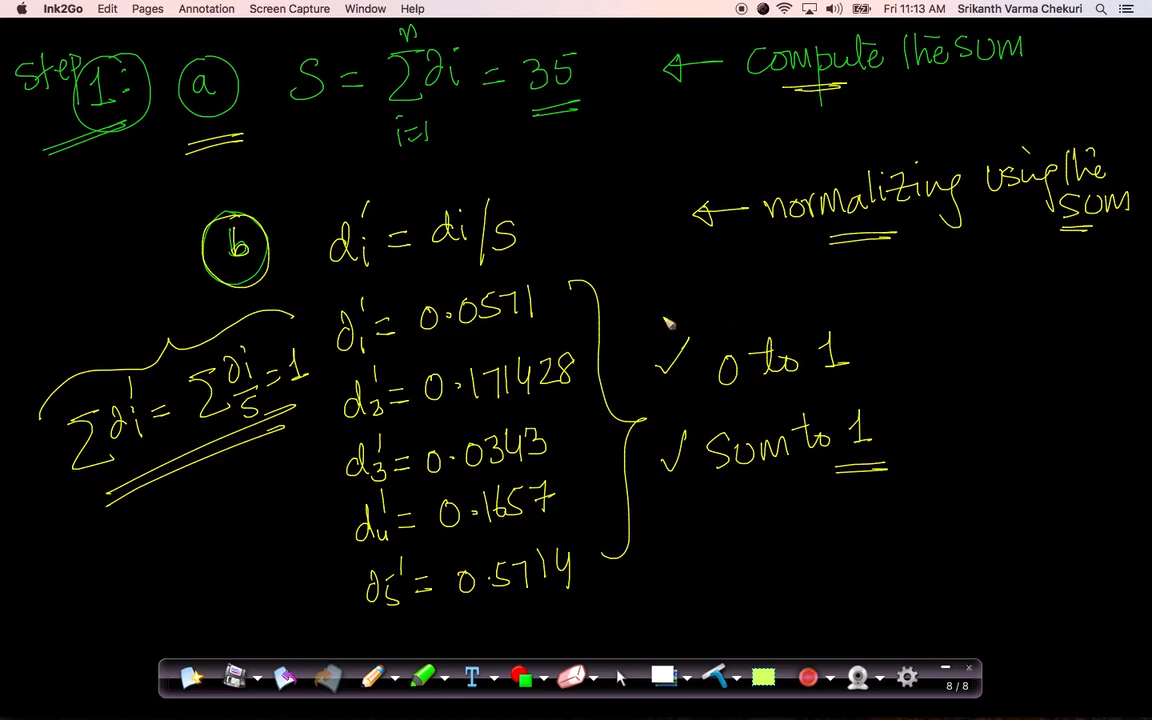 Ink2Go Edit Pages Annotation Screen Capture Window Help Fri 11:13 AM Srikanth Varma Chekuri
Step 1: a S = n∑i=1 di = 35 ← compute the sum
b di' = di/S ← normalizing using the sum
d1' = 0.0571
d2' = 0.171428 ✓ 0 to 1
∑ di' = ∑ di/S = 1
d3' = 0.0343 ✓ sum to 1
d4' = 0.1657
d5' = 0.5714
8 / 8